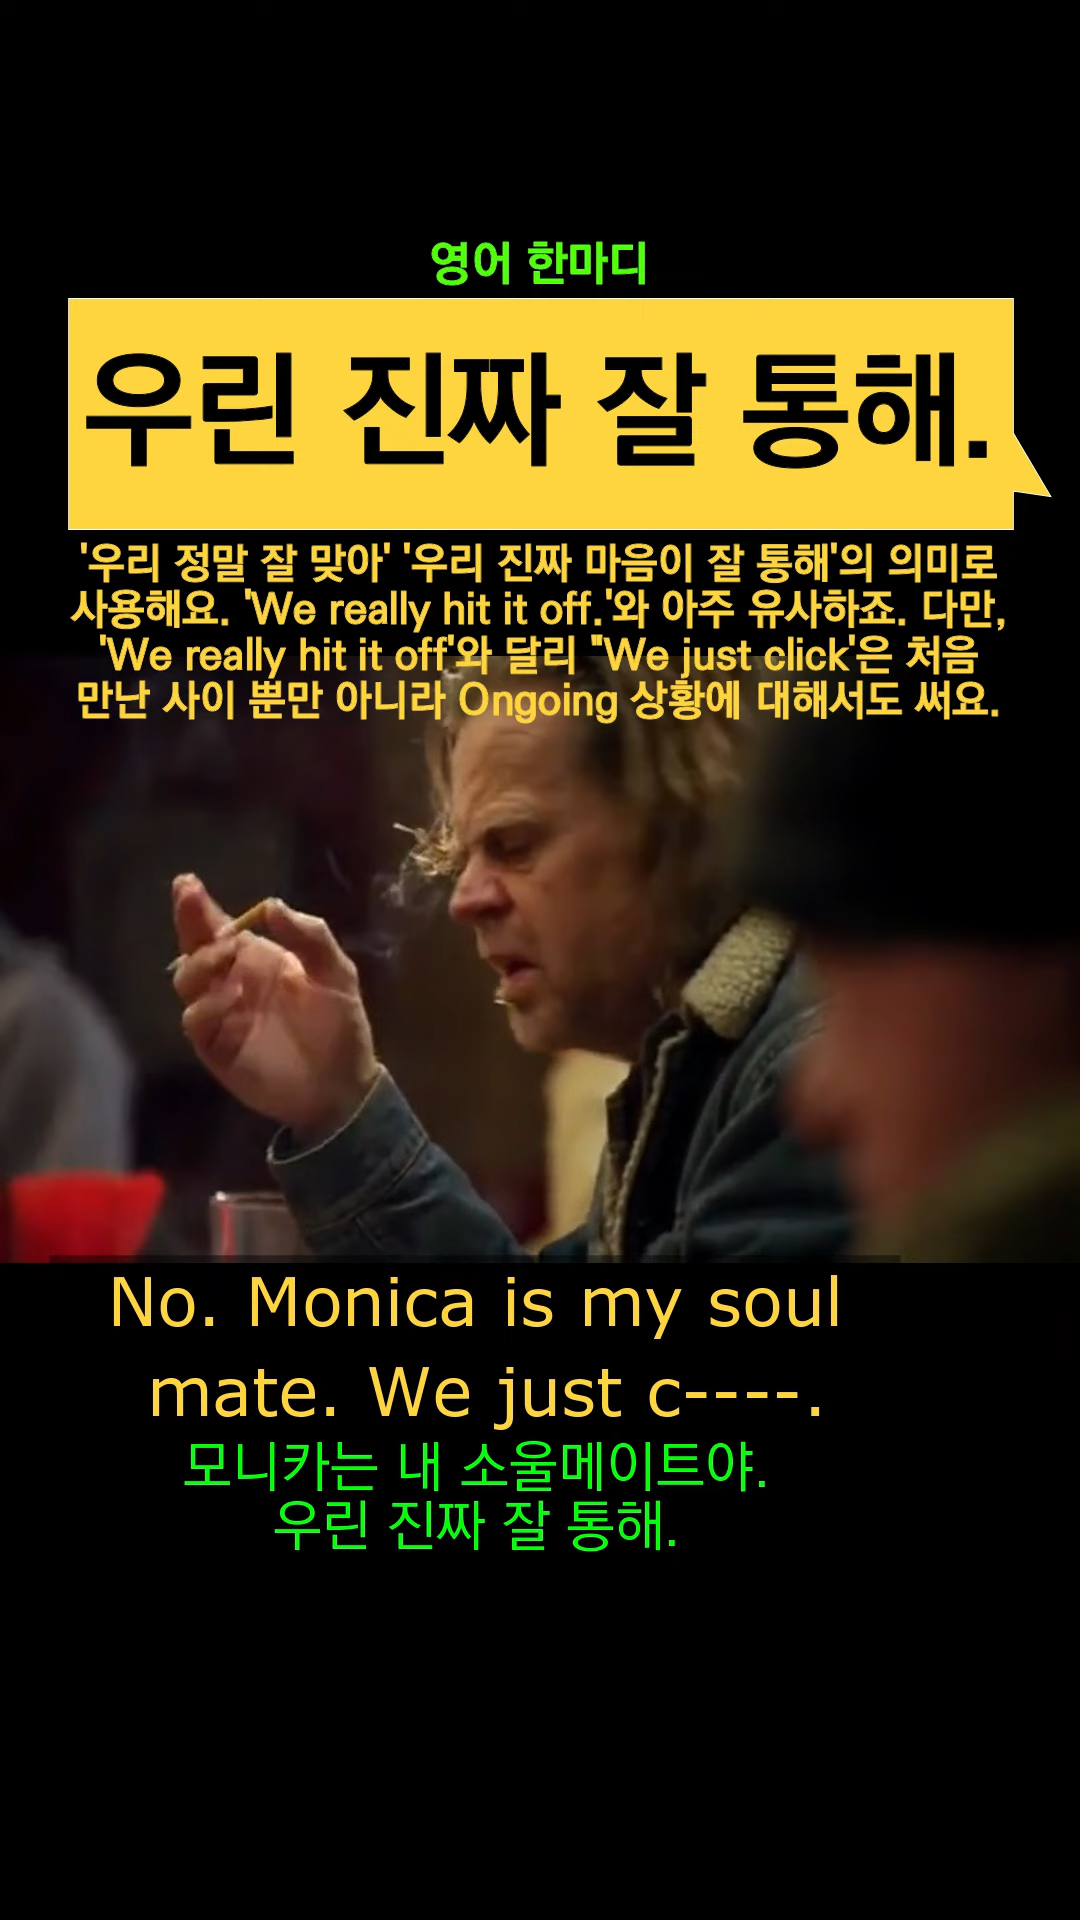 영어 한마디
우린 진짜 잘 통해.
'우리 정말 잘 맞아' '우리 진짜 마음이 잘 통해'의 의미로
사용해요. 'We really hit it off.'와 아주 유사하죠. 다만,
'We really hit it off'와 달리 "We just click'은 처음
만난 사이 뿐만 아니라 Ongoing 상황에 대해서도 써요.
No. Monica is my soul
mate. We just c----.
모니카는 내 소울메이트야.
우린 진짜 잘 통해.